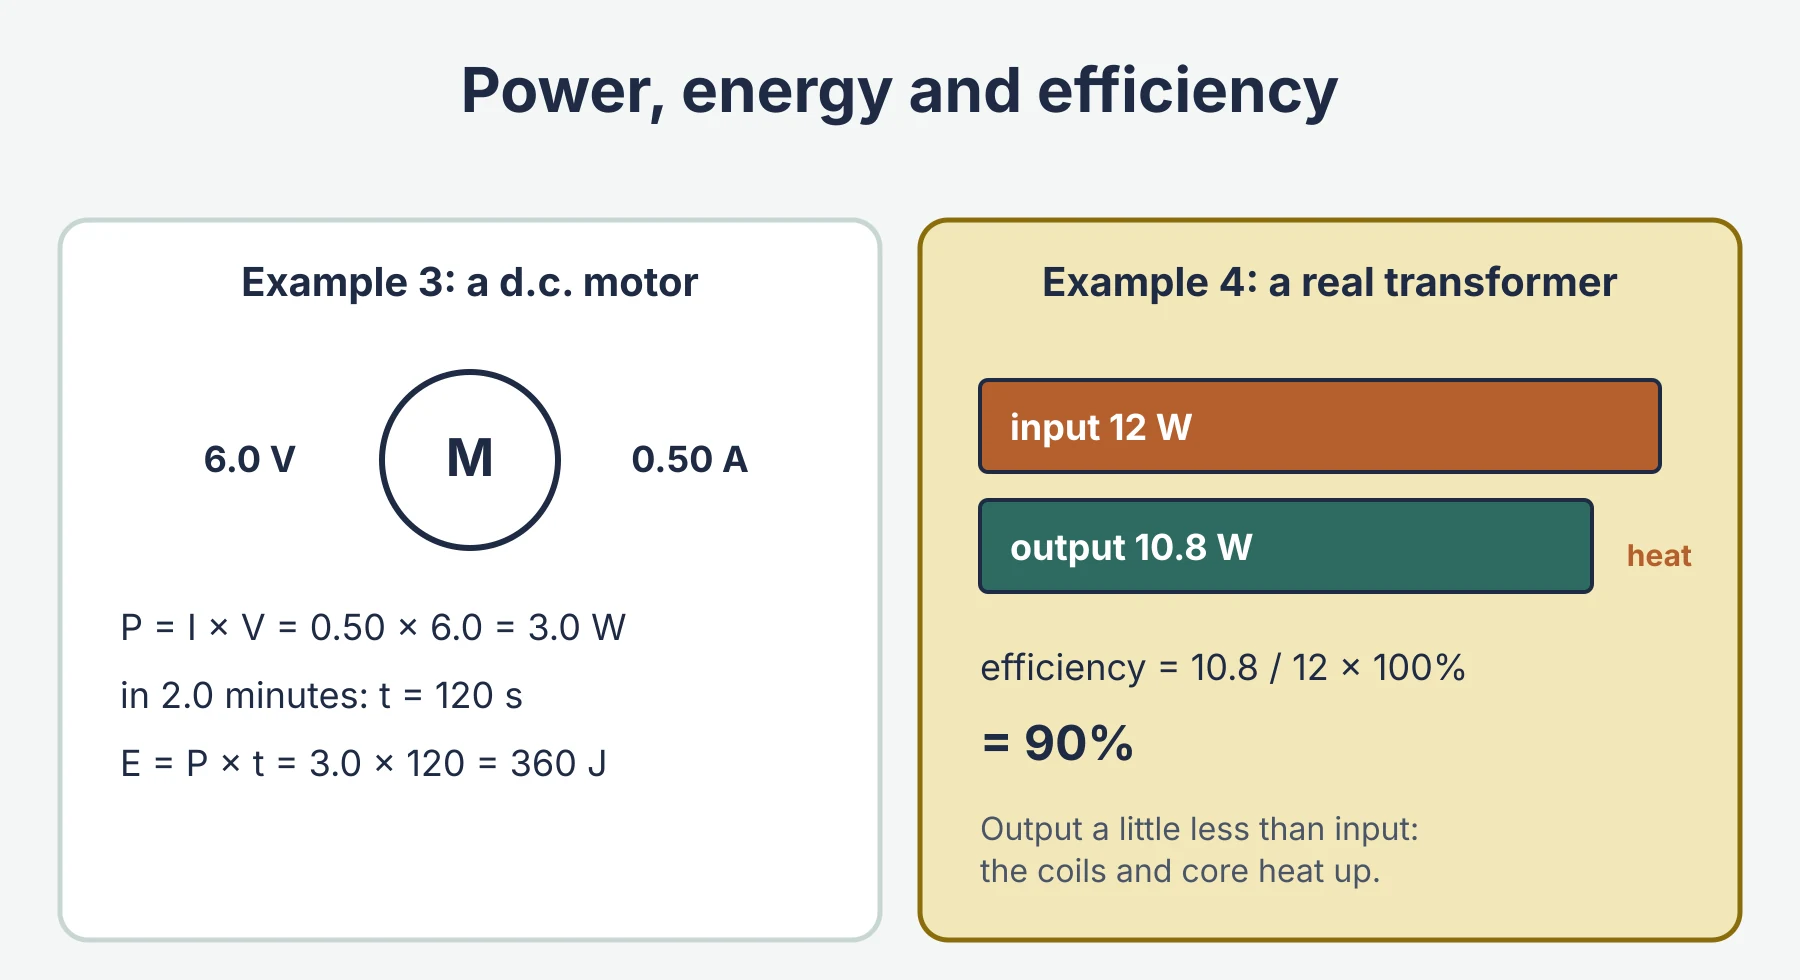 Power, energy and efficiency
Example 3: a d.c. motor
6.0 V
M
0.50 A
P = I × V = 0.50 × 6.0 = 3.0 W
in 2.0 minutes: t = 120 s
E = P × t = 3.0 × 120 = 360 J
Example 4: a real transformer
input 12 W
output 10.8 W
heat
efficiency = 10.8 / 12 × 100%
= 90%
Output a little less than input:
the coils and core heat up.